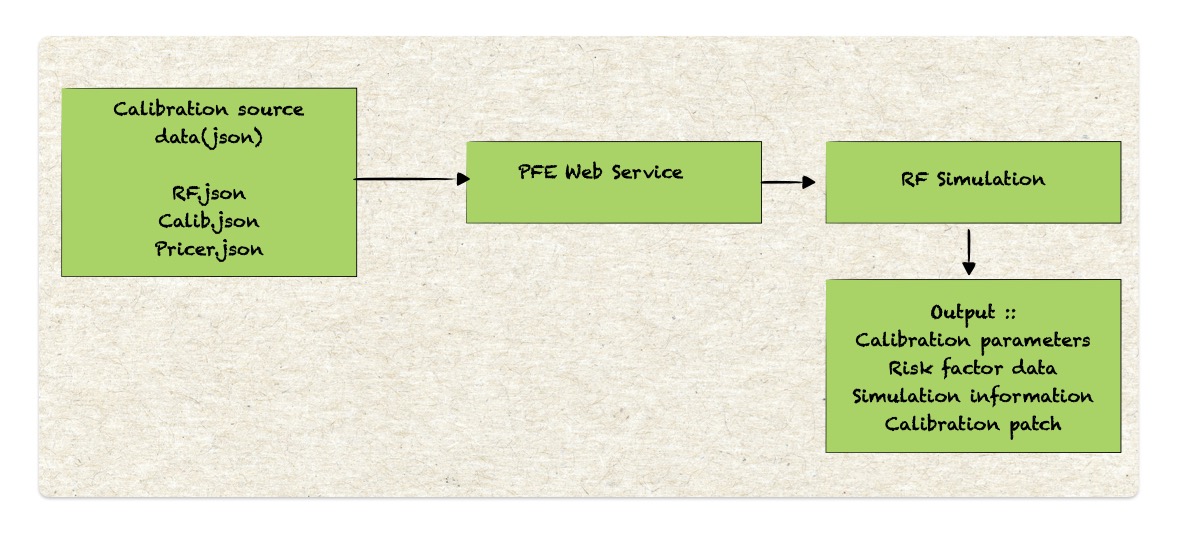 Calibration source
data(json)
RF.json
Calib.json
Pricer.json
PFE Web Service
RF Simulation
Output ::
Calibration parameters
Risk factor data
Simulation information
Calibration patch